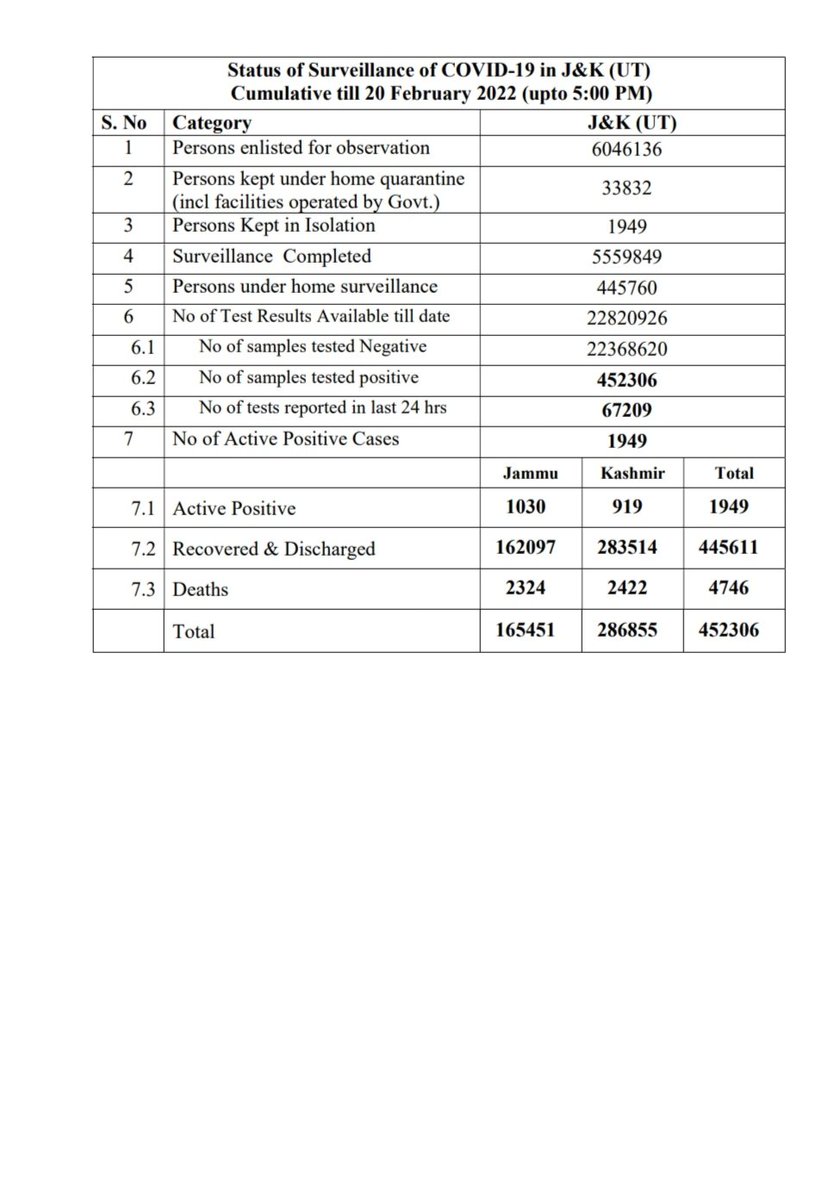 Status of Surveillance of COVID-19 in J&K (UT)
Cumulative till 20 February 2022 (upto 5:00 PM)
S. No Category J&K (UT)
1 Persons enlisted for observation 6046136
2 Persons kept under home quarantine
(incl facilities operated by Govt.) 33832
3 Persons Kept in Isolation 1949
4 Surveillance Completed 5559849
5 Persons under home surveillance 445760
6 No of Test Results Available till date 22820926
6.1 No of samples tested Negative 22368620
6.2 No of samples tested positive 452306
6.3 No of tests reported in last 24 hrs 67209
7 No of Active Positive Cases 1949
Jammu Kashmir Total
7.1 Active Positive 1030 919 1949
7.2 Recovered & Discharged 162097 283514 445611
7.3 Deaths 2324 2422 4746
Total 165451 286855 452306